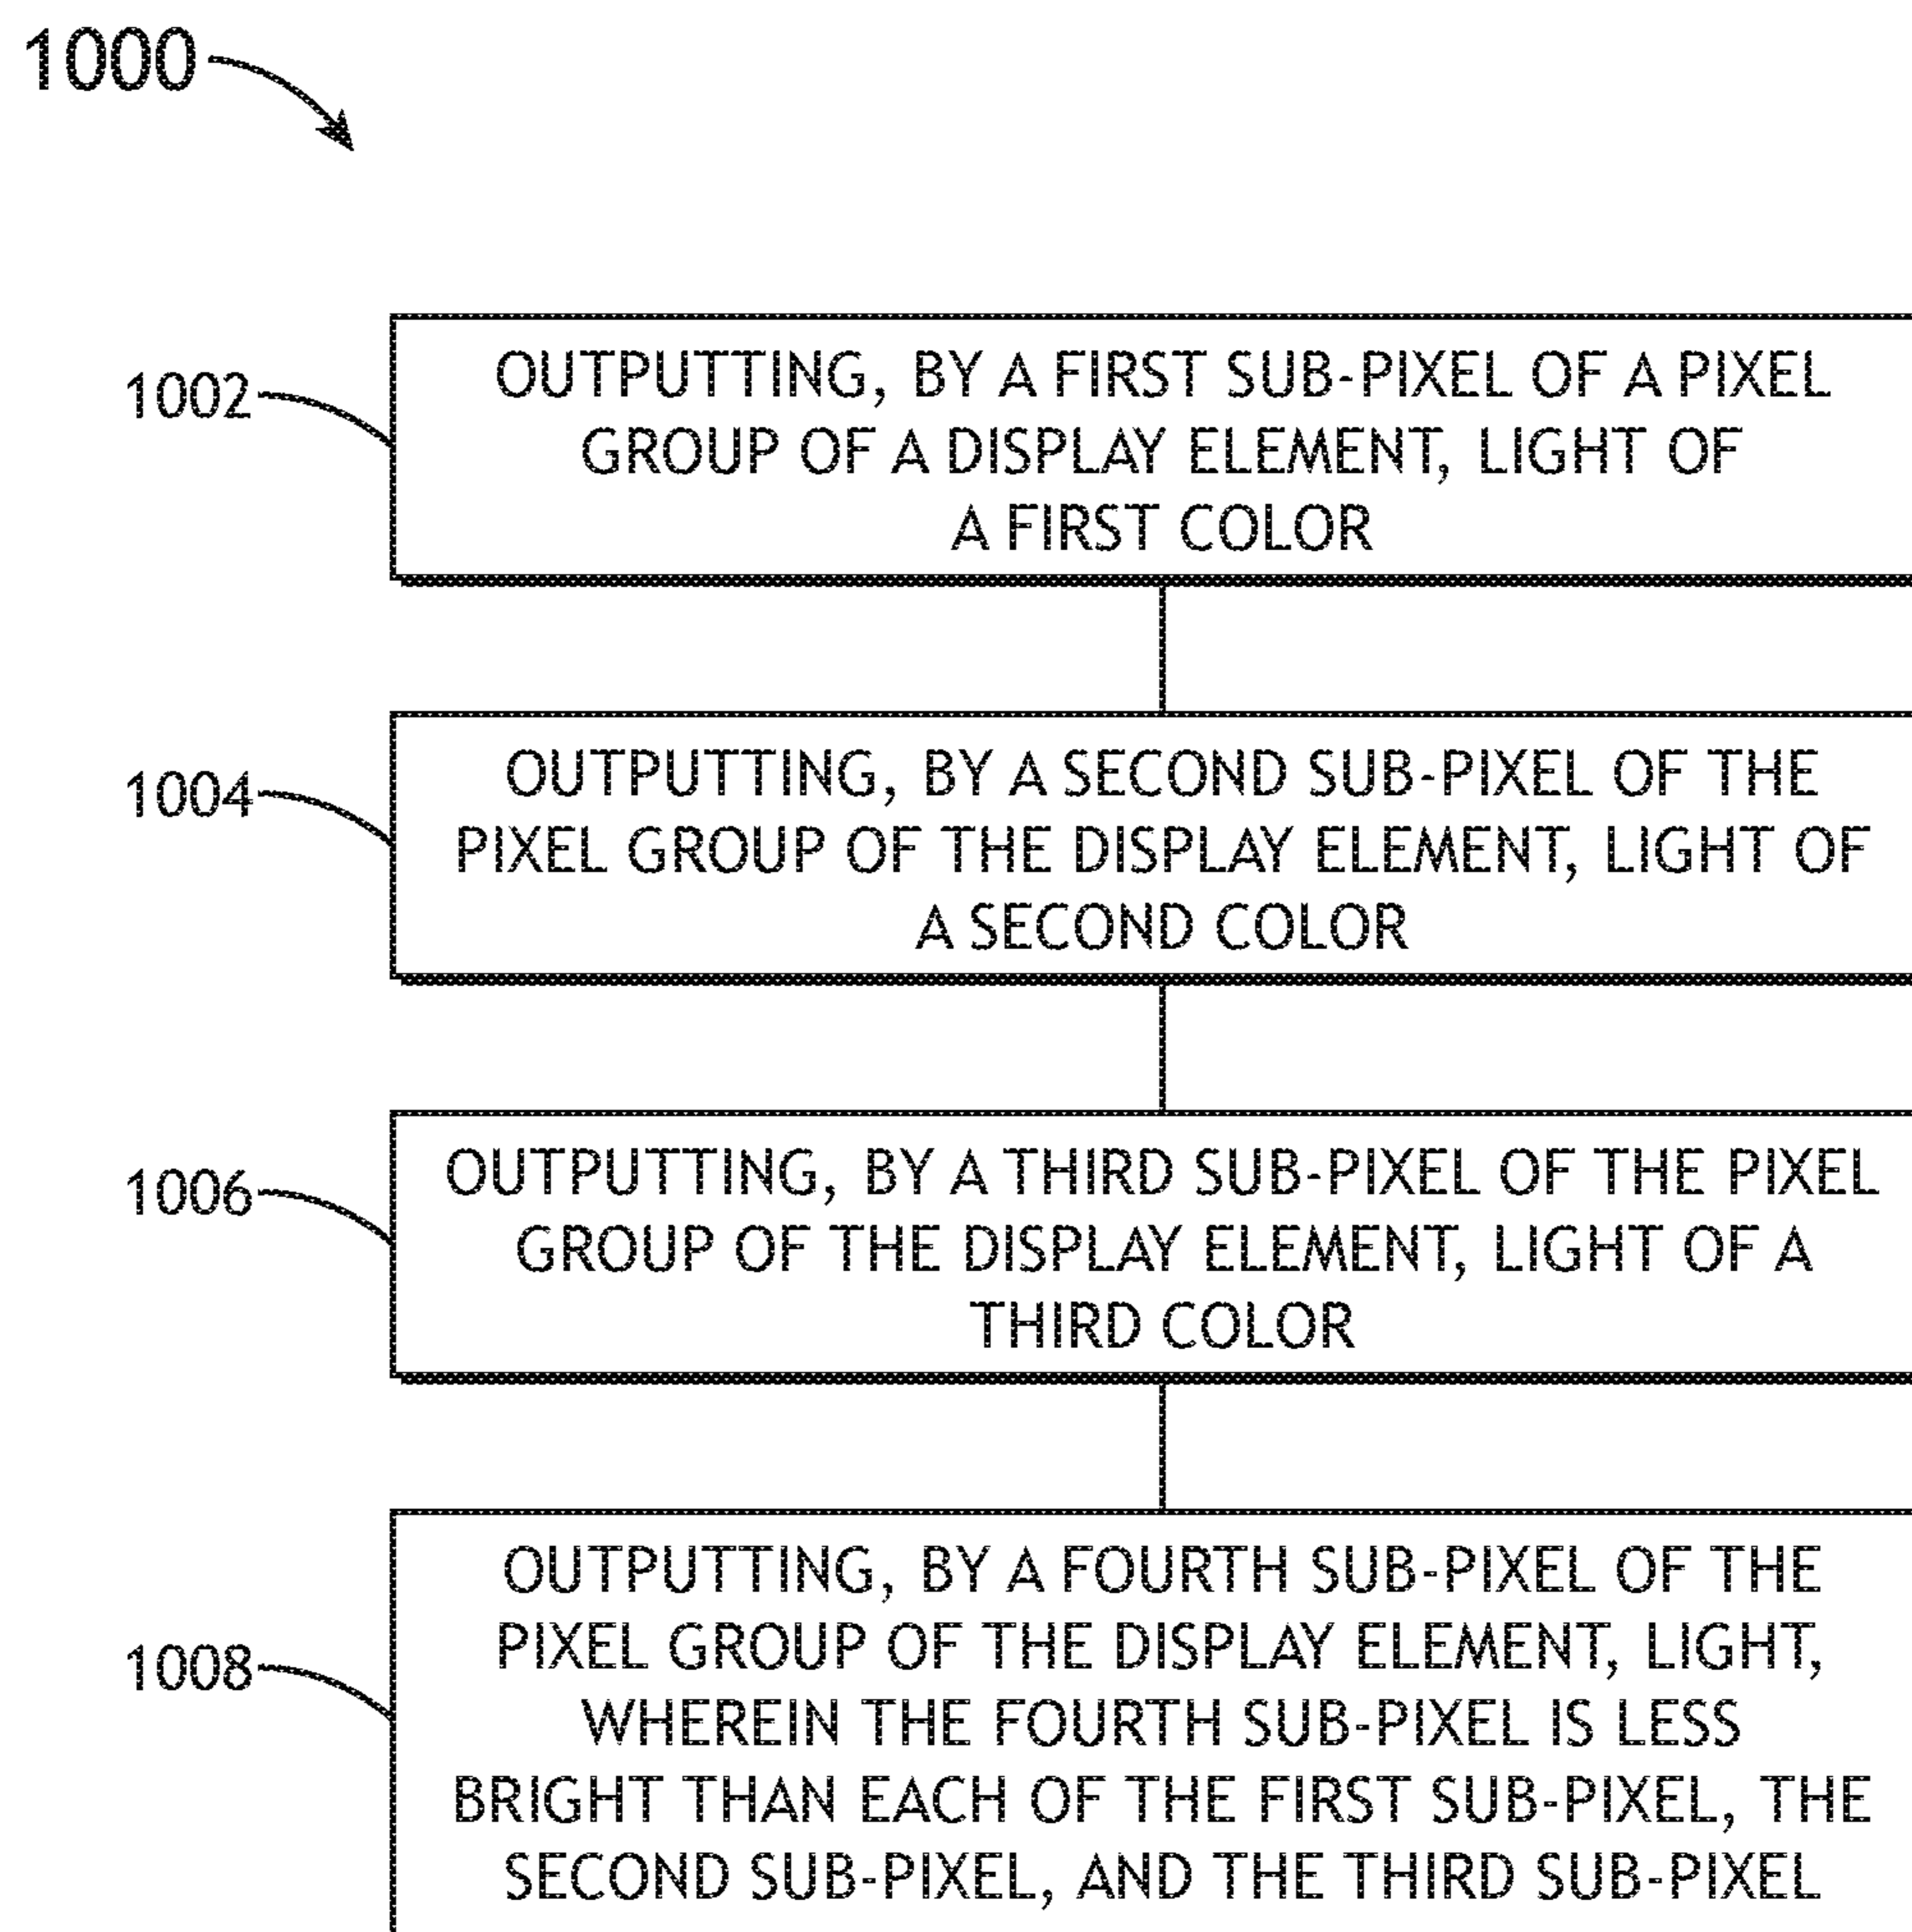 1000
1002
OUTPUTTING, BY A FIRST SUB-PIXEL OF A PIXEL
GROUP OF A DISPLAY ELEMENT, LIGHT OF
A FIRST COLOR
1004
OUTPUTTING, BY A SECOND SUB-PIXEL OF THE
PIXEL GROUP OF THE DISPLAY ELEMENT, LIGHT OF
A SECOND COLOR
1006
OUTPUTTING, BY A THIRD SUB-PIXEL OF THE PIXEL
GROUP OF THE DISPLAY ELEMENT, LIGHT OF A
THIRD COLOR
1008
OUTPUTTING, BY A FOURTH SUB-PIXEL OF THE
PIXEL GROUP OF THE DISPLAY ELEMENT, LIGHT,
WHEREIN THE FOURTH SUB-PIXEL IS LESS
BRIGHT THAN EACH OF THE FIRST SUB-PIXEL, THE
SECOND SUB-PIXEL, AND THE THIRD SUB-PIXEL